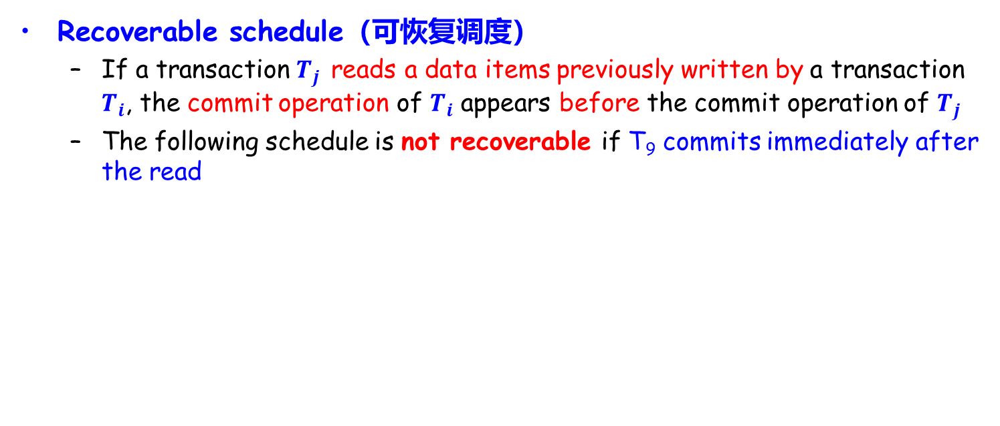 • Recoverable schedule (可恢复调度)
– If a transaction Tj reads a data items previously written by a transaction
Ti, the commit operation of Ti appears before the commit operation of Tj
– The following schedule is not recoverable if T9 commits immediately after
the read